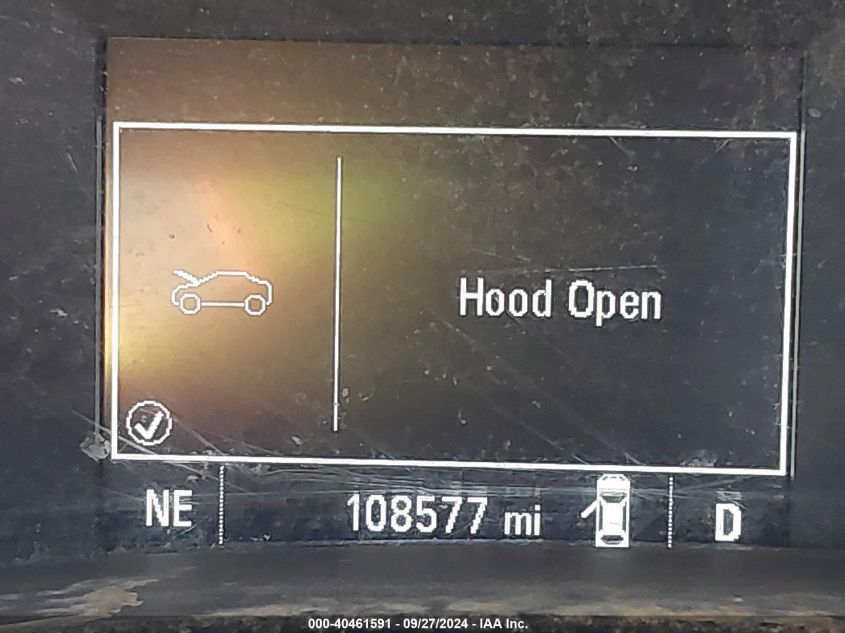 Hood Open
NE 108577 mi D
000-40461591 - 09/27/2024 - IAA Inc.